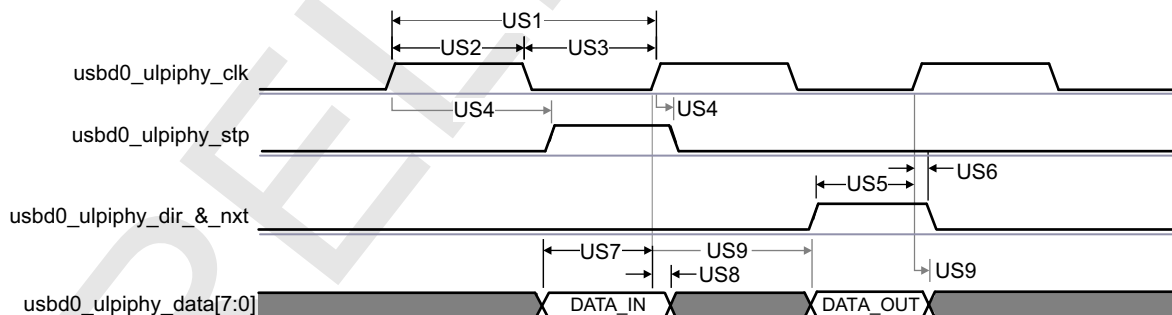 US1
US2 US3
usbd0_ulpiphy_clk
US4 US4
usbd0_ulpiphy_stp
US5 US6
usbd0_ulpiphy_dir_&_nxt
US7 US9
US8 US9
usbd0_ulpiphy_data[7:0] DATA_IN DATA_OUT